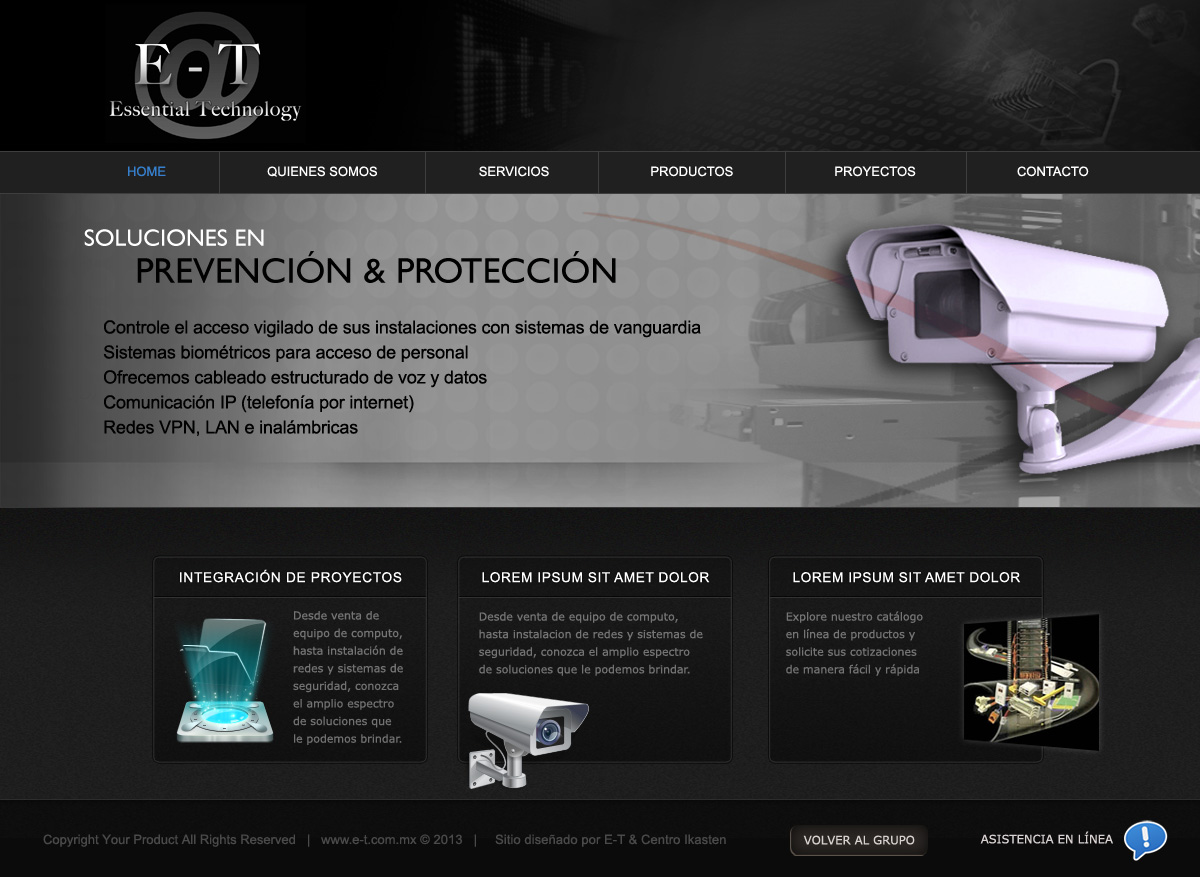 http
E - T
Essential Technology
HOME
QUIENES SOMOS
SERVICIOS
PRODUCTOS
PROYECTOS
CONTACTO
SOLUCIONES EN
PREVENCIÓN & PROTECCIÓN
Controle el acceso vigilado de sus instalaciones con sistemas de vanguardia
Sistemas biométricos para acceso de personal
Ofrecemos cableado estructurado de voz y datos
Comunicación IP (telefonía por internet)
Redes VPN, LAN e inalámbricas
INTEGRACIÓN DE PROYECTOS
Desde venta de
equipo de computo,
hasta instalación de
redes y sistemas de
seguridad, conozca
el amplio espectro
de soluciones que
le podemos brindar.
LOREM IPSUM SIT AMET DOLOR
Desde venta de equipo de computo,
hasta instalacion de redes y sistemas de
seguridad, conozca el amplio espectro
de soluciones que le podemos brindar.
LOREM IPSUM SIT AMET DOLOR
Explore nuestro catálogo
en línea de productos y
solicite sus cotizaciones
de manera fácil y rápida
Copyright Your Product All Rights Reserved | www.e-t.com.mx © 2013 | Sitio diseñado por E-T & Centro Ikasten
VOLVER AL GRUPO
ASISTENCIA EN LÍNEA